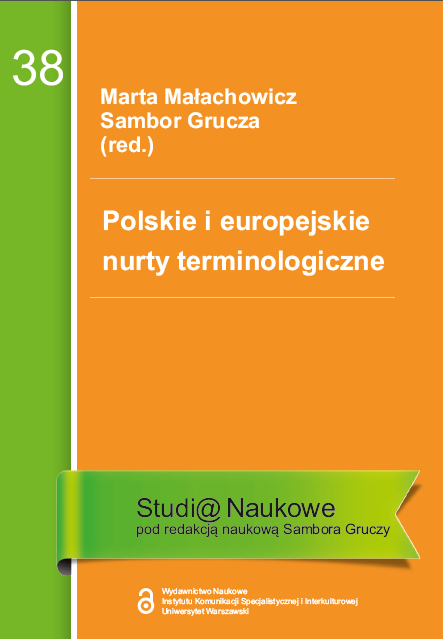 38
Marta Małachowicz
Sambor Grucza
(red.)
Polskie i europejskie
nurty terminologiczne
Studi@ Naukowe
pod redakcją naukową Sambora Gruczy
Wydawnictwo Naukowe
Instytutu Komunikacji Specjalistycznej i Interkulturowej
Uniwersytet Warszawski